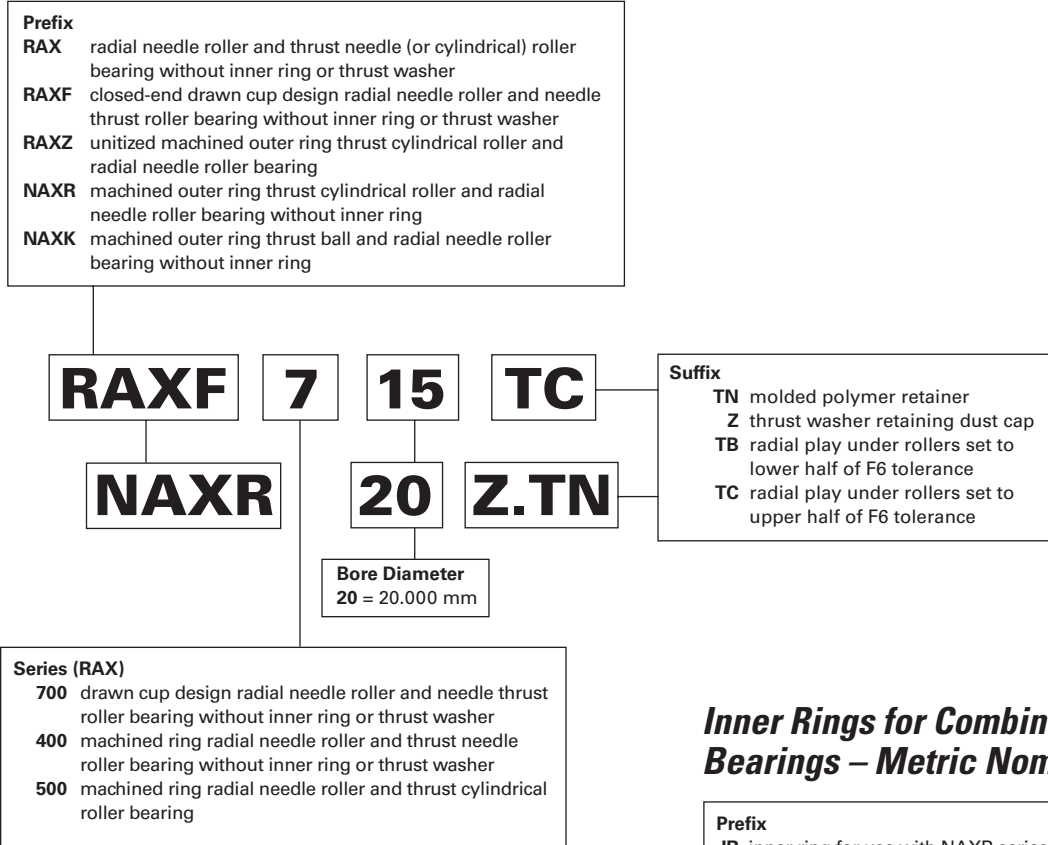 Prefix
RAX radial needle roller and thrust needle (or cylindrical) roller
bearing without inner ring or thrust washer
RAXF closed-end drawn cup design radial needle roller and needle
thrust roller bearing without inner ring or thrust washer
RAXZ unitized machined outer ring thrust cylindrical roller and
radial needle roller bearing
NAXR machined outer ring thrust cylindrical roller and radial
needle roller bearing without inner ring
NAXK machined outer ring thrust ball and radial needle roller
bearing without inner ring
RAXF 7 15 TC
NAXR 20 Z.TN
Suffix
TN molded polymer retainer
Z thrust washer retaining dust cap
TB radial play under rollers set to
lower half of F6 tolerance
TC radial play under rollers set to
upper half of F6 tolerance
Bore Diameter
20 = 20.000 mm
Series (RAX)
700 drawn cup design radial needle roller and needle thrust
roller bearing without inner ring or thrust washer
400 machined ring radial needle roller and thrust needle
roller bearing without inner ring or thrust washer
500 machined ring radial needle roller and thrust cylindrical
roller bearing
Inner Rings for Combin
Bearings – Metric Nom
Prefix